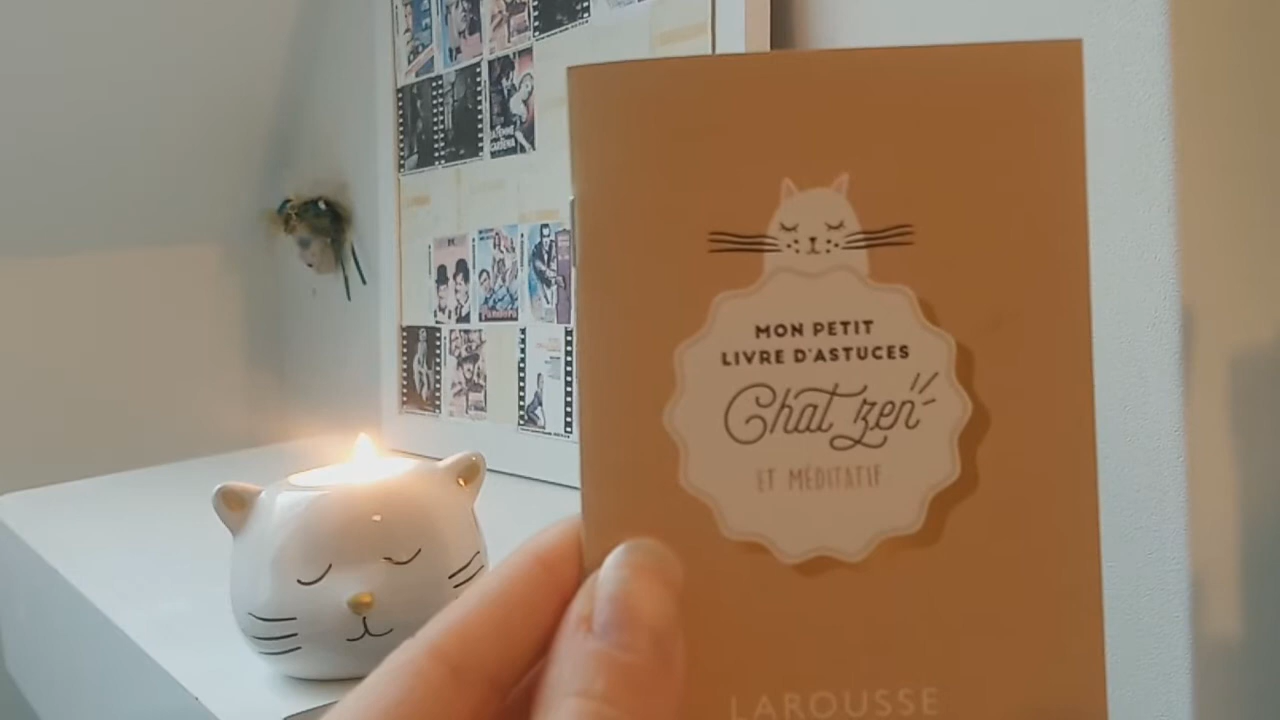 MON PETIT
LIVRE D'ASTUCES
Chat zen
ET MÉDITATIF
LAROUSSE